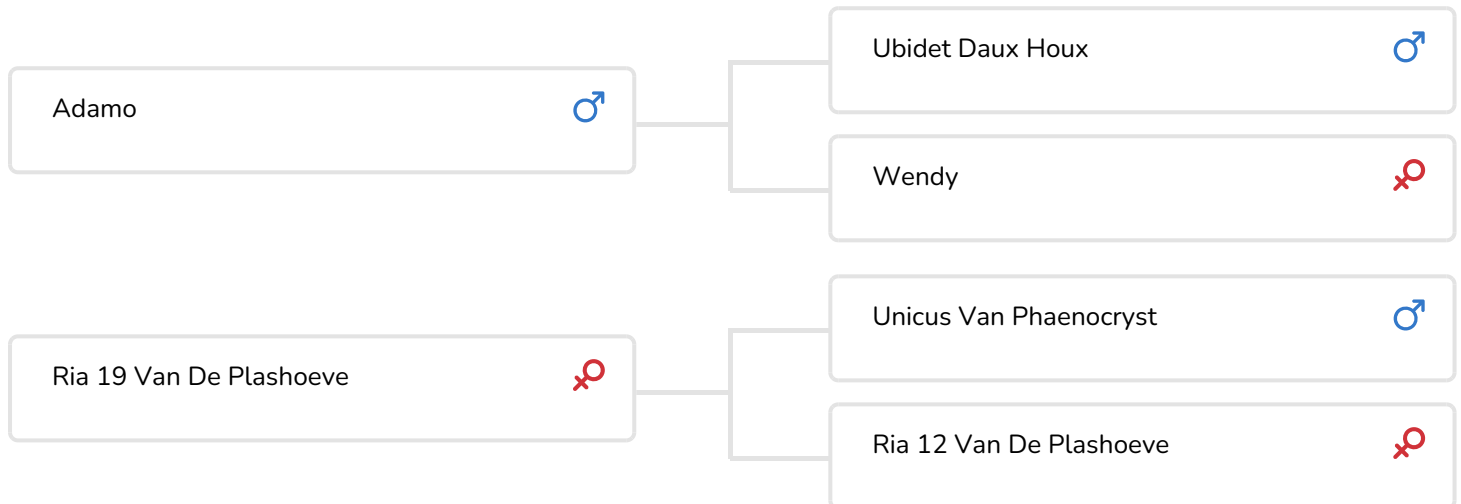 Ubidet Daux Houx
Adamo
Wendy
Unicus Van Phaenocryst
Ria 19 Van De Plashoeve
Ria 12 Van De Plashoeve